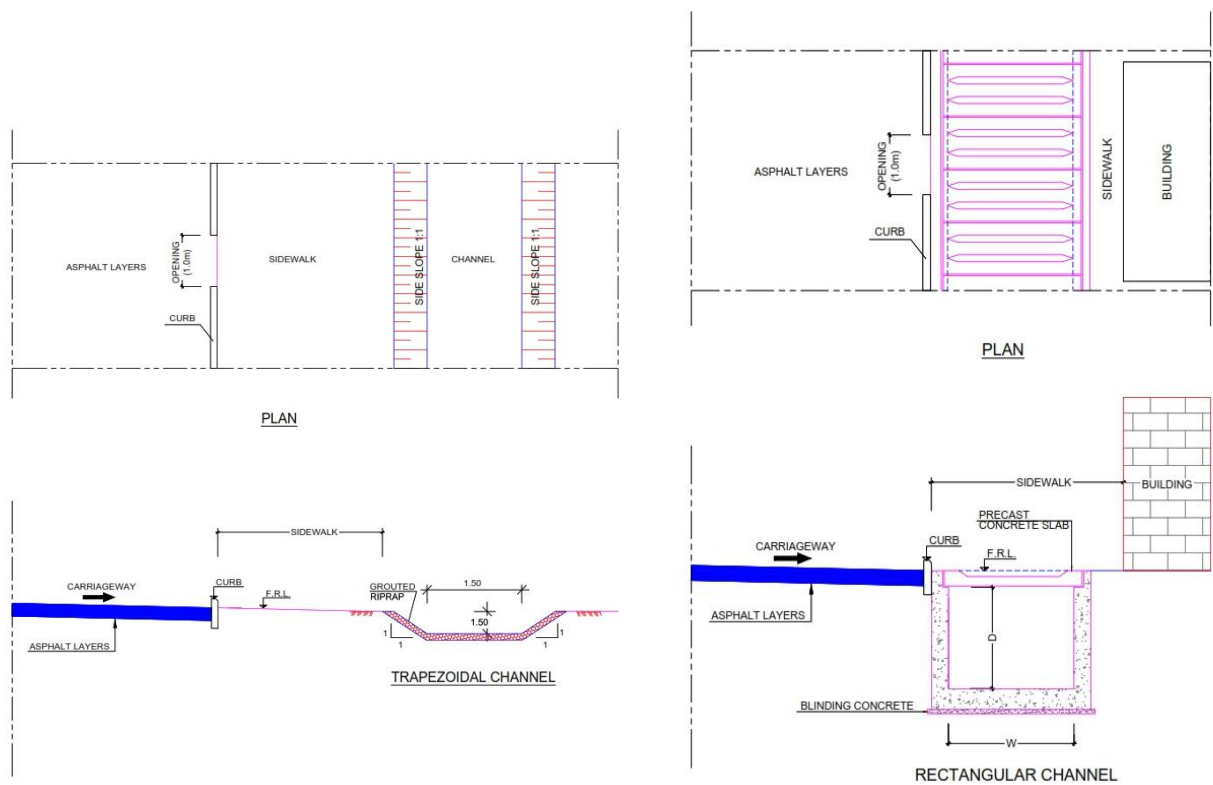 ASPHALT LAYERS
OPENING
(1.0m)
CURB
SIDEWALK
SIDE SLOPE 1:1
CHANNEL
SIDE SLOPE 1:1
PLAN
SIDEWALK
CARRIAGEWAY
CURB
F.R.L.
GROUTED
RIPRAP
1.50
1.50
1
1
1
1
ASPHALT LAYERS
TRAPEZOIDAL CHANNEL
ASPHALT LAYERS
OPENING
(1.0m)
CURB
SIDEWALK
BUILDING
PLAN
SIDEWALK
BUILDING
PRECAST
CONCRETE SLAB
CURB
F.R.L.
CARRIAGEWAY
ASPHALT LAYERS
D
BLINDING CONCRETE
W
RECTANGULAR CHANNEL